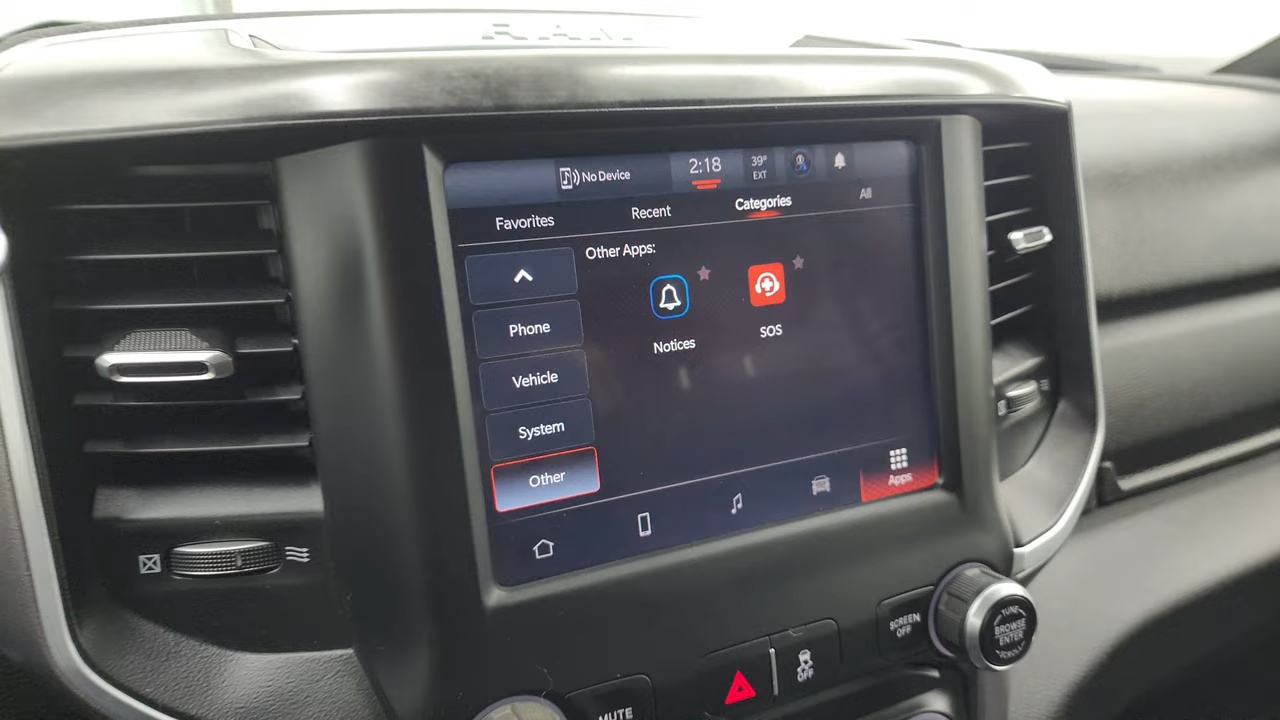 RAM
No Device
2:18
39°
EXT
Favorites
Recent
Categories
All
Other Apps:
Phone
Vehicle
System
Other
Notices
SOS
Apps
SCREEN
OFF
TUNE
BROWSE
ENTER
SCROLL
OFF
MUTE